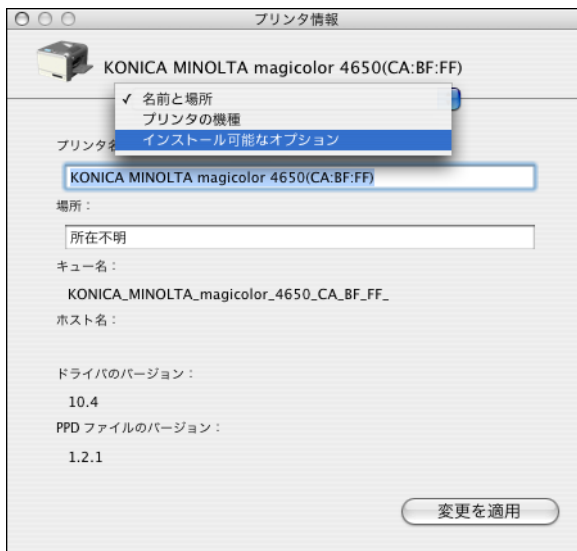 プリンタ情報
KONICA MINOLTA magicolor 4650(CA:BF:FF)
✓ 名前と場所
プリンタの機種
インストール可能なオプション
プリンタ
KONICA MINOLTA magicolor 4650(CA:BF:FF)
場所：
所在不明
キュー名：
KONICA_MINOLTA_magicolor_4650_CA_BF_FF_
ホスト名：
ドライバのバージョン：
10.4
PPD ファイルのバージョン：
1.2.1
変更を適用